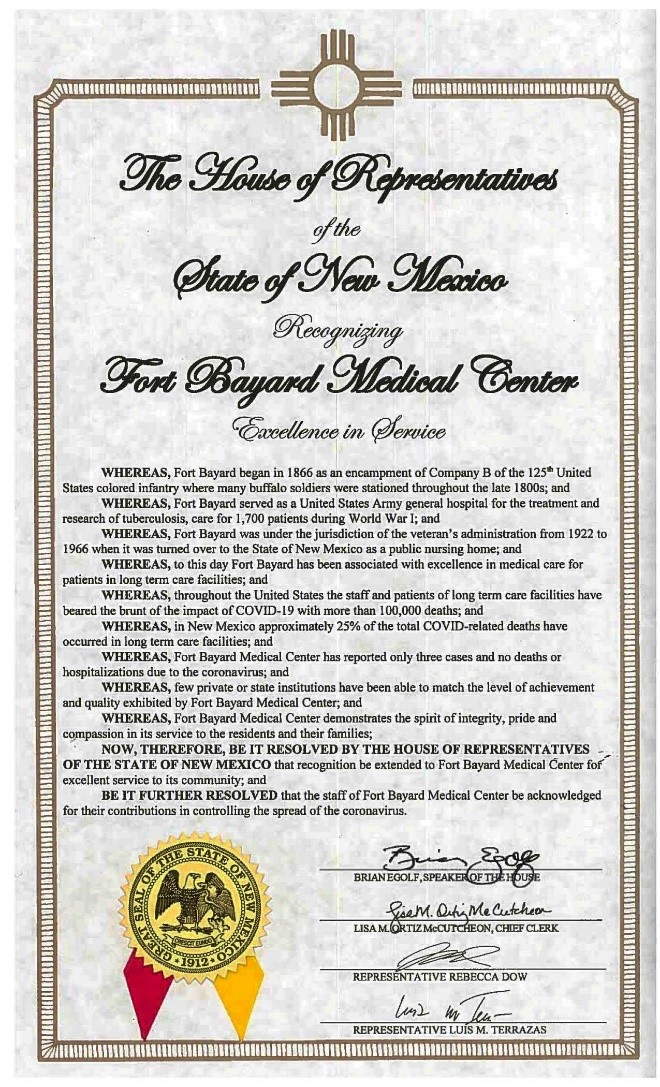 The House of Representatives
of the
State of New Mexico
Recognizing
Fort Bayard Medical Center
Excellence in Service
WHEREAS, Fort Bayard began in 1866 as an encampment of Company B of the 125th United
States colored infantry where many buffalo soldiers were stationed throughout the late 1800s; and
WHEREAS, Fort Bayard served as a United States Army general hospital for the treatment and
research of tuberculosis, care for 1,700 patients during World War I; and
WHEREAS, Fort Bayard was under the jurisdiction of the veteran's administration from 1922 to
1966 when it was turned over to the State of New Mexico as a public nursing home; and
WHEREAS, to this day Fort Bayard has been associated with excellence in medical care for
patients in long term care facilities; and
WHEREAS, throughout the United States the staff and patients of long term care facilities have
beared the brunt of the impact of COVID-19 with more than 100,000 deaths; and
WHEREAS, in New Mexico approximately 25% of the total COVID-related deaths have
occurred in long term care facilities; and
WHEREAS, Fort Bayard Medical Center has reported only three cases and no deaths or
hospitalizations due to the coronavirus; and
WHEREAS, few private or state institutions have been able to match the level of achievement
and quality exhibited by Fort Bayard Medical Center; and
WHEREAS, Fort Bayard Medical Center demonstrates the spirit of integrity, pride and
compassion in its service to the residents and their families;
NOW, THEREFORE, BE IT RESOLVED BY THE HOUSE OF REPRESENTATIVES
OF THE STATE OF NEW MEXICO that recognition be extended to Fort Bayard Medical Center for
excellent service to its community; and
BE IT FURTHER RESOLVED that the staff of Fort Bayard Medical Center be acknowledged
for their contributions in controlling the spread of the coronavirus.
GREAT SEAL OF THE STATE OF NEW MEXICO
CRESCIT EUNDO
1912
Brian Egolf
BRIAN EGOLF, SPEAKER OF THE HOUSE
Lisa M. Ortiz McCutcheon
LISA M. ORTIZ McCUTCHEON, CHIEF CLERK
REPRESENTATIVE REBECCA DOW
Luis M Ter
REPRESENTATIVE LUIS M. TERRAZAS